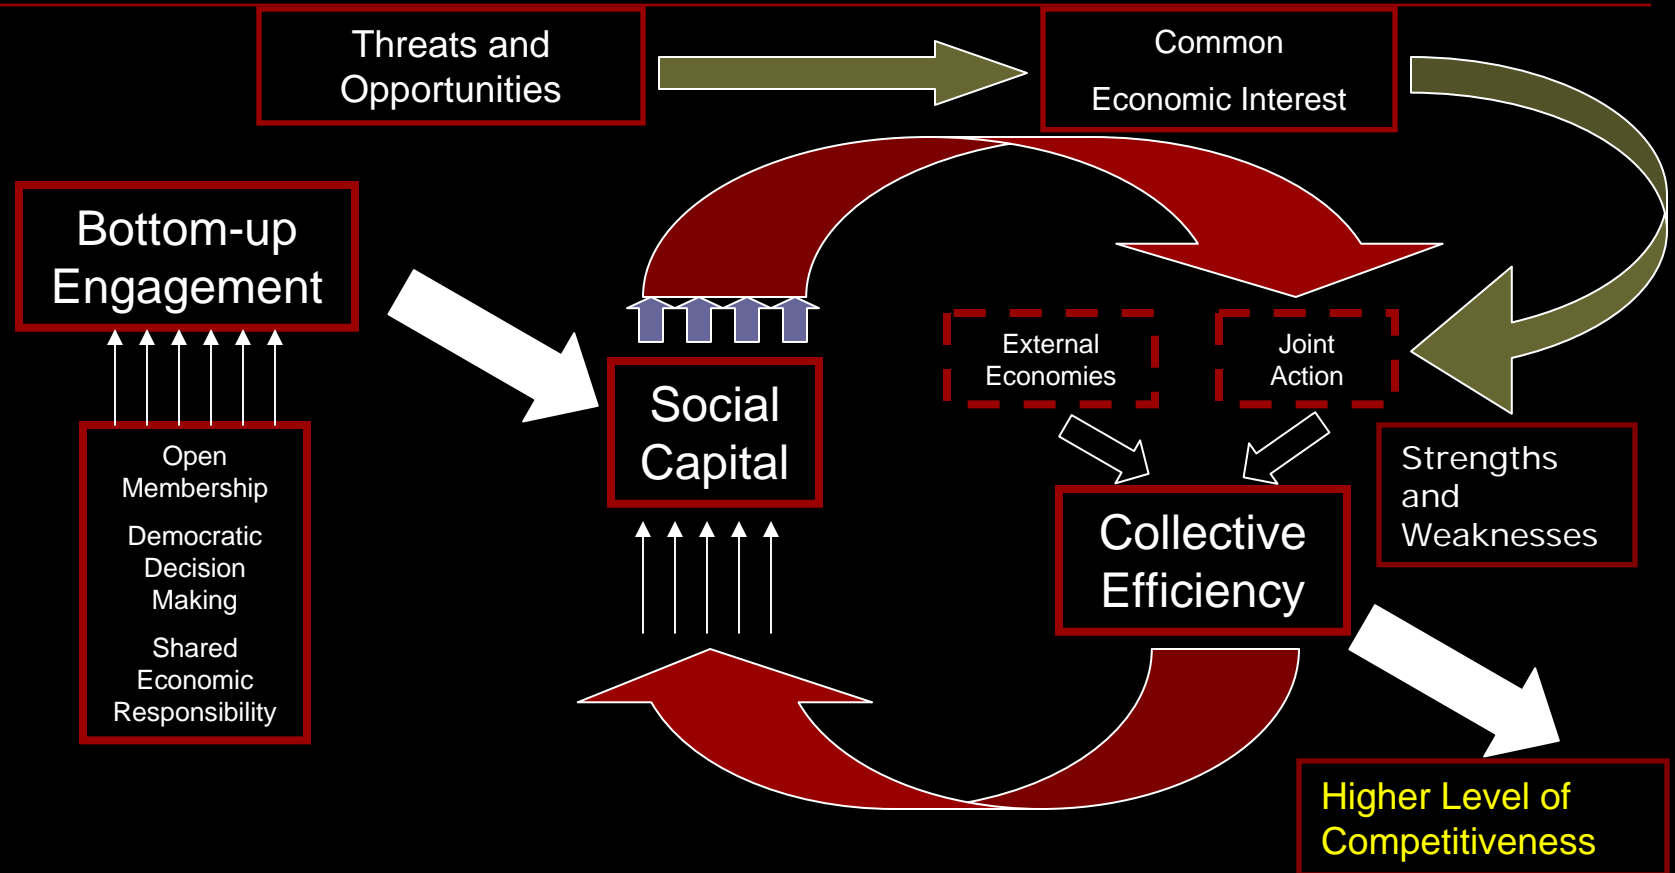 Threats and
Opportunities
Common
Economic Interest
Bottom-up
Engagement
Open
Membership
Democratic
Decision
Making
Shared
Economic
Responsibility
Social
Capital
External
Economies
Joint
Action
Strengths
and
Weaknesses
Collective
Efficiency
Higher Level of
Competitiveness